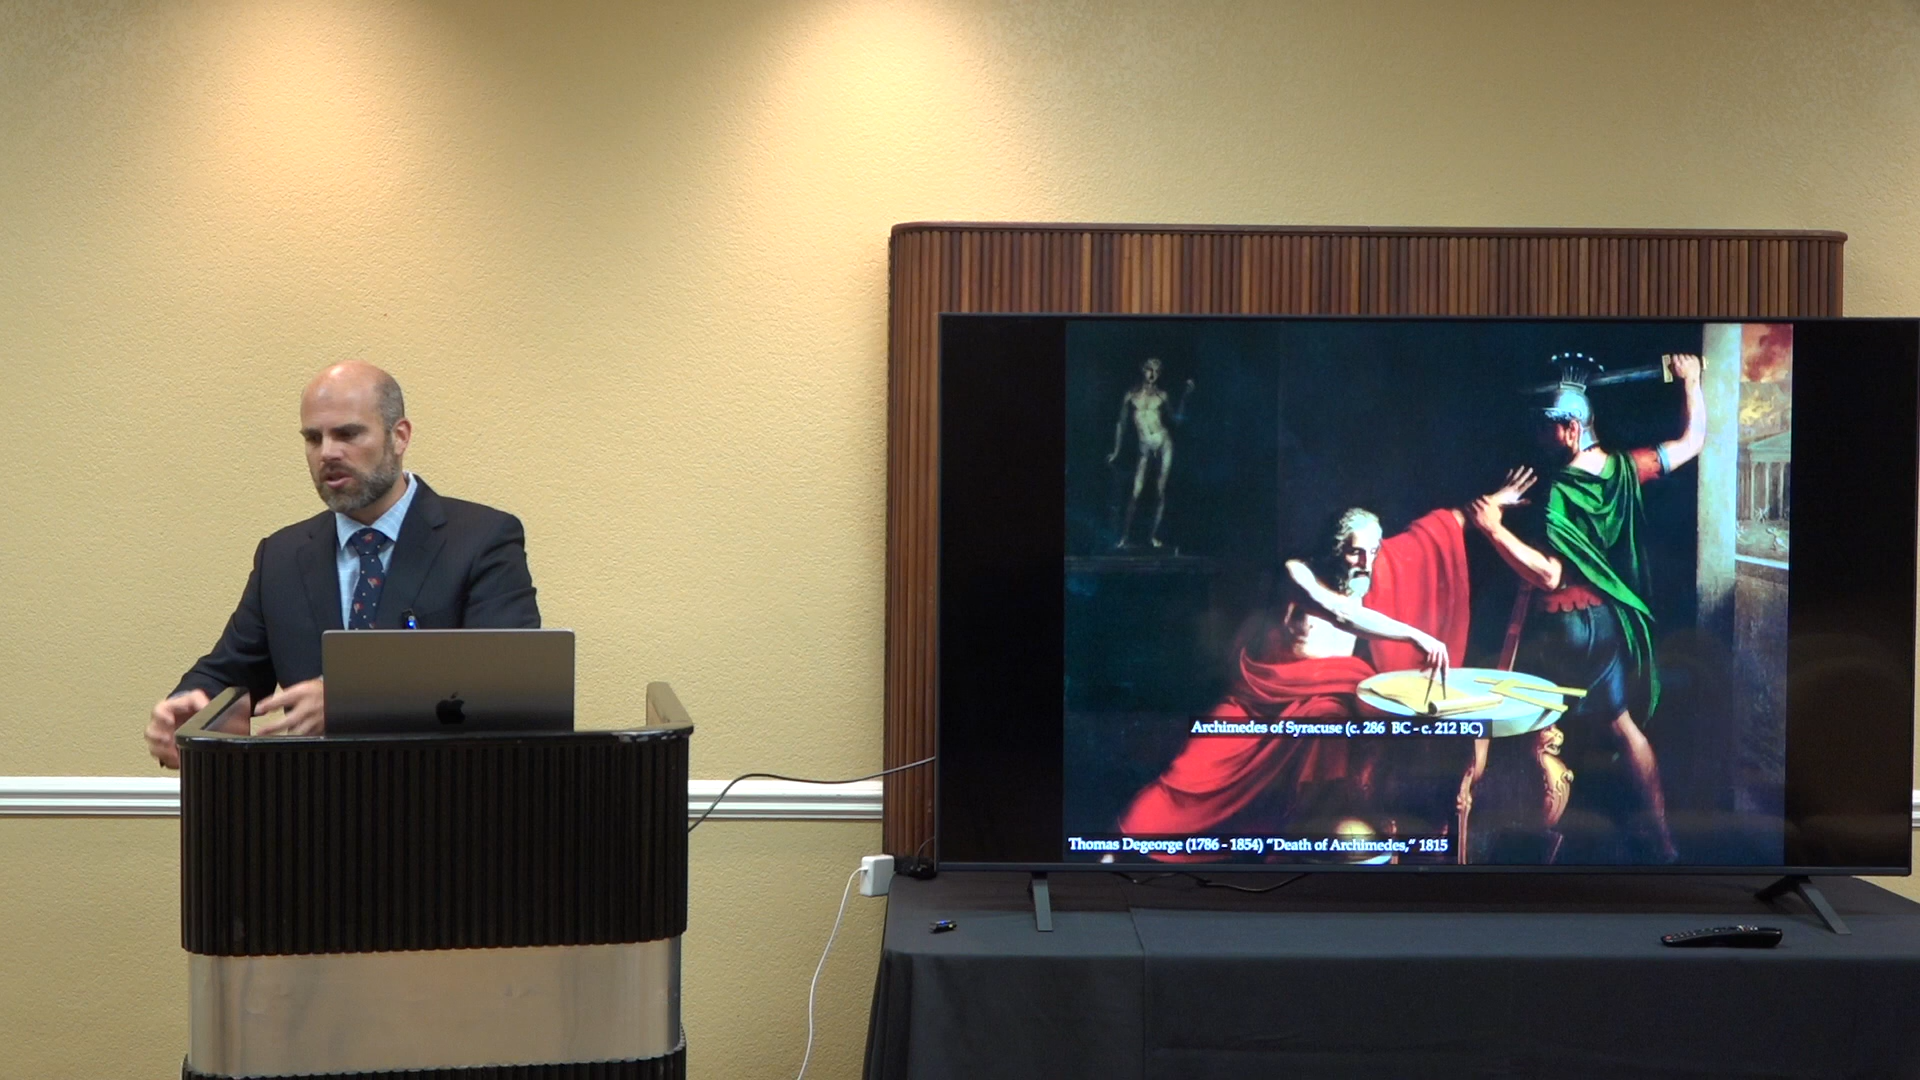 Archimedes of Syracuse (c. 286 BC - c. 212 BC)
Thomas Degeorge (1786 - 1854) “Death of Archimedes,” 1815